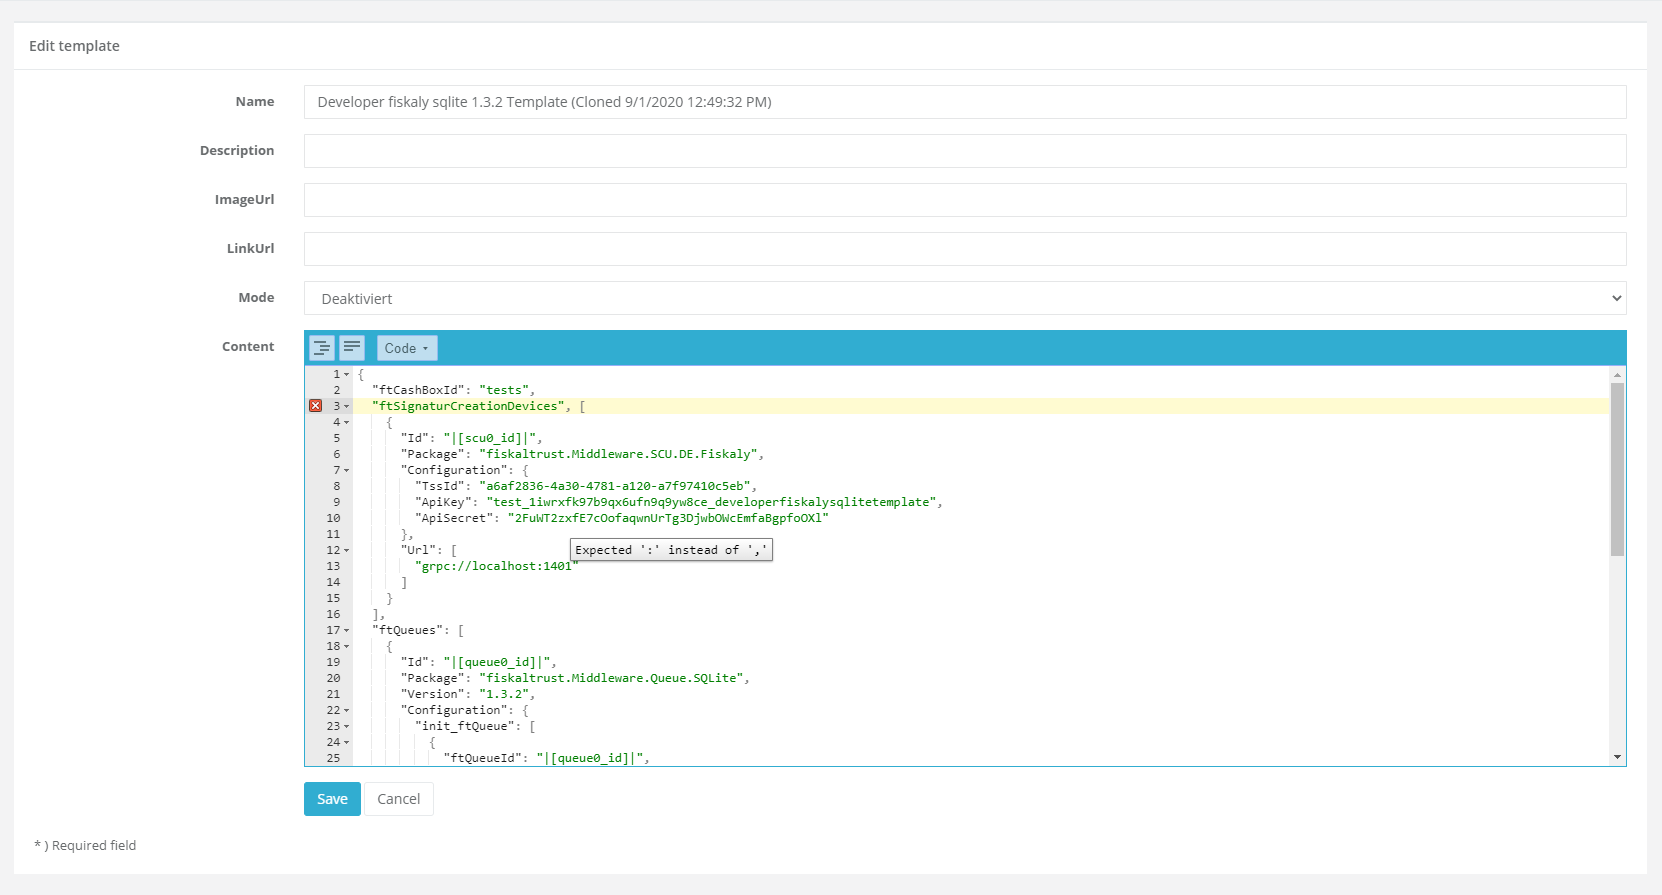 Edit template
Name
Developer fiskaly sqlite 1.3.2 Template (Cloned 9/1/2020 12:49:32 PM)
Description
ImageUrl
LinkUrl
Mode
Deaktiviert
Content
Code
1 {
2 "ftCashBoxId": "tests",
3 "ftSignaturCreationDevices", [
4 {
5 "Id": "|[scu0_id]|",
6 "Package": "fiskaltrust.Middleware.SCU.DE.Fiskaly",
7 "Configuration": {
8 "TssId": "a6af2836-4a30-4781-a120-a7f97410c5eb",
9 "ApiKey": "test_1iwrxfk97b9qx6ufn9q9yw8ce_developerfiskalysqlitetemplate",
10 "ApiSecret": "2FuWT2zxfE7cOofaqwnUrTg3DjwbOWcEmfaBgpfoOXl"
11 },
12 "Url": [
Expected ':' instead of ','
13 "grpc://localhost:1401"
14 ]
15 }
16 ],
17 "ftQueues": [
18 {
19 "Id": "|[queue0_id]|",
20 "Package": "fiskaltrust.Middleware.Queue.SQLite",
21 "Version": "1.3.2",
22 "Configuration": {
23 "init_ftQueue": [
24 {
25 "ftQueueId": "|[queue0_id]|",
Save
Cancel
* ) Required field